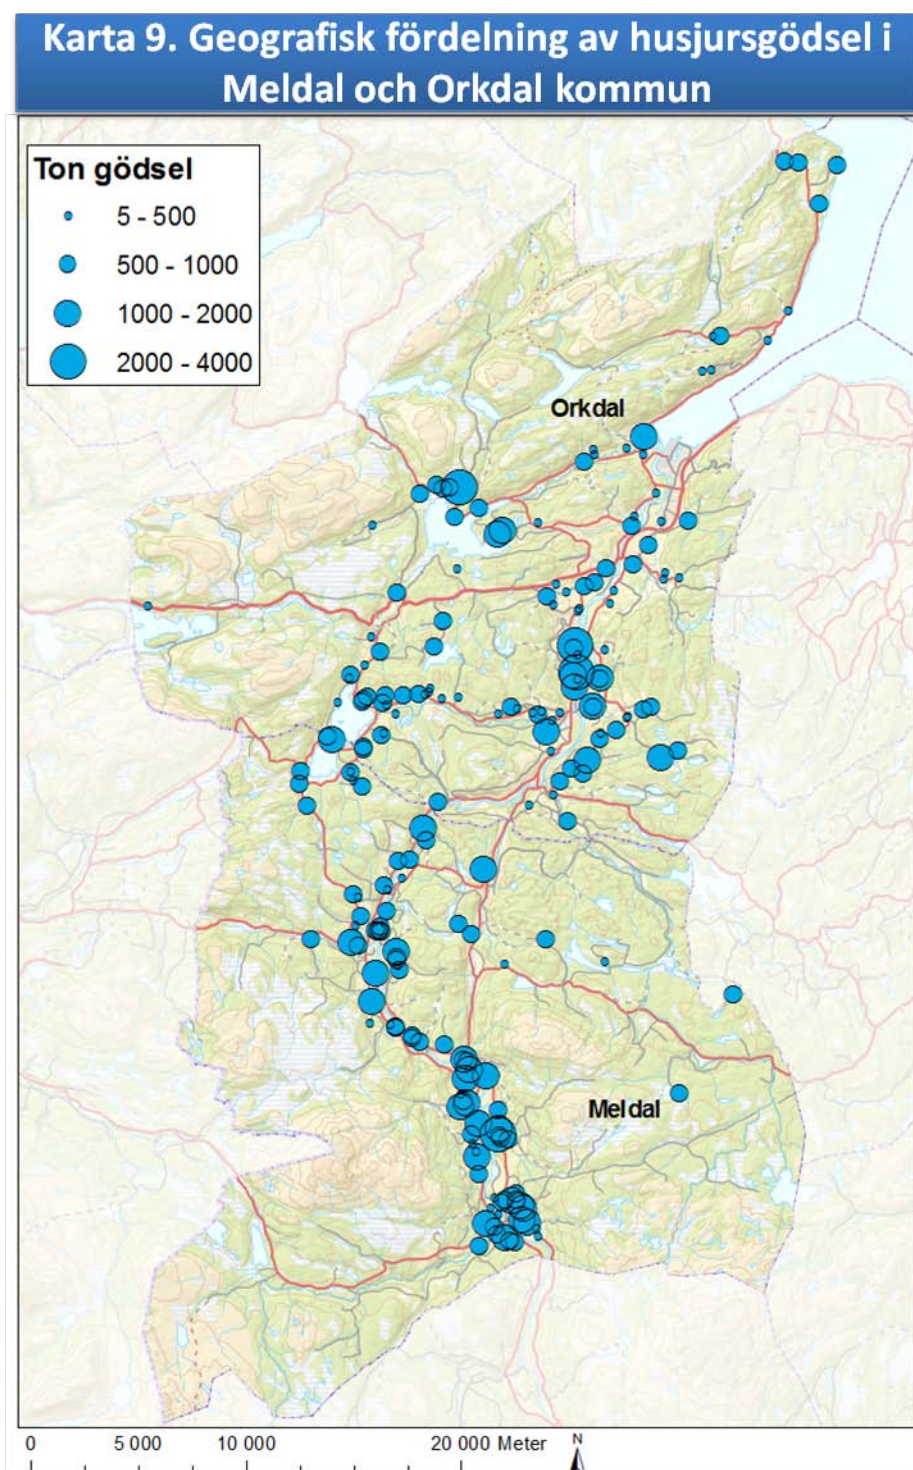 Karta 9. Geografisk fördelning av husjursgödsel i
Meldal och Orkdal kommun
Ton gödsel
5 - 500
500 - 1000
1000 - 2000
2000 - 4000
Orkdal
Meldal
0 5 000 10 000 20 000 Meter N